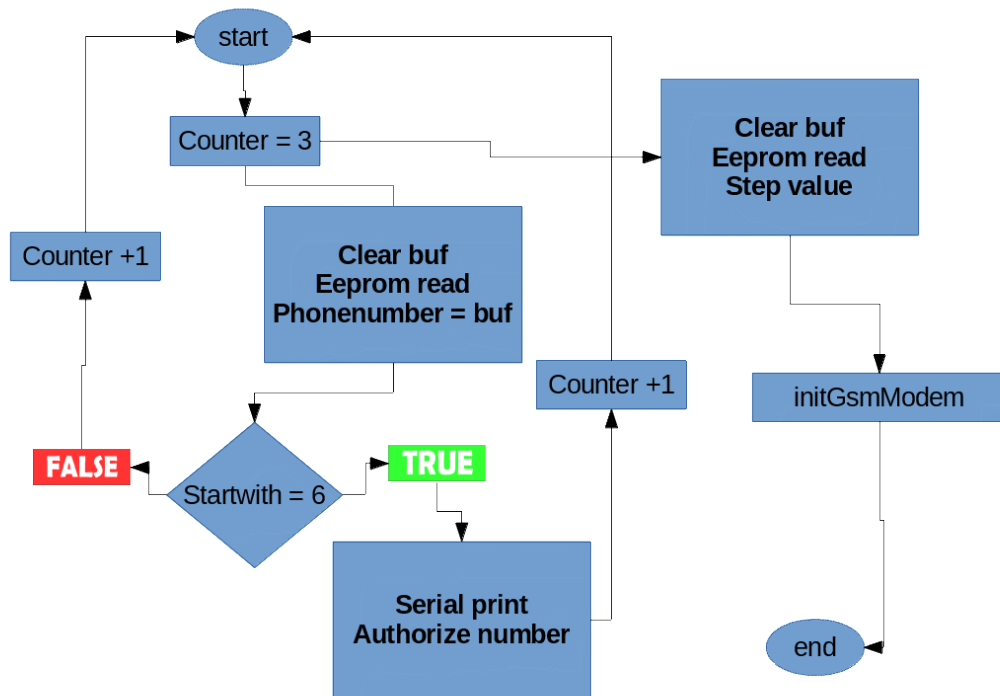 start
Counter = 3
Clear buf
Eeprom read
Step value
Counter +1
Clear buf
Eeprom read
Phonenumber = buf
Counter +1
initGsmModem
FALSE
TRUE
Startwith = 6
Serial print
Authorize number
end